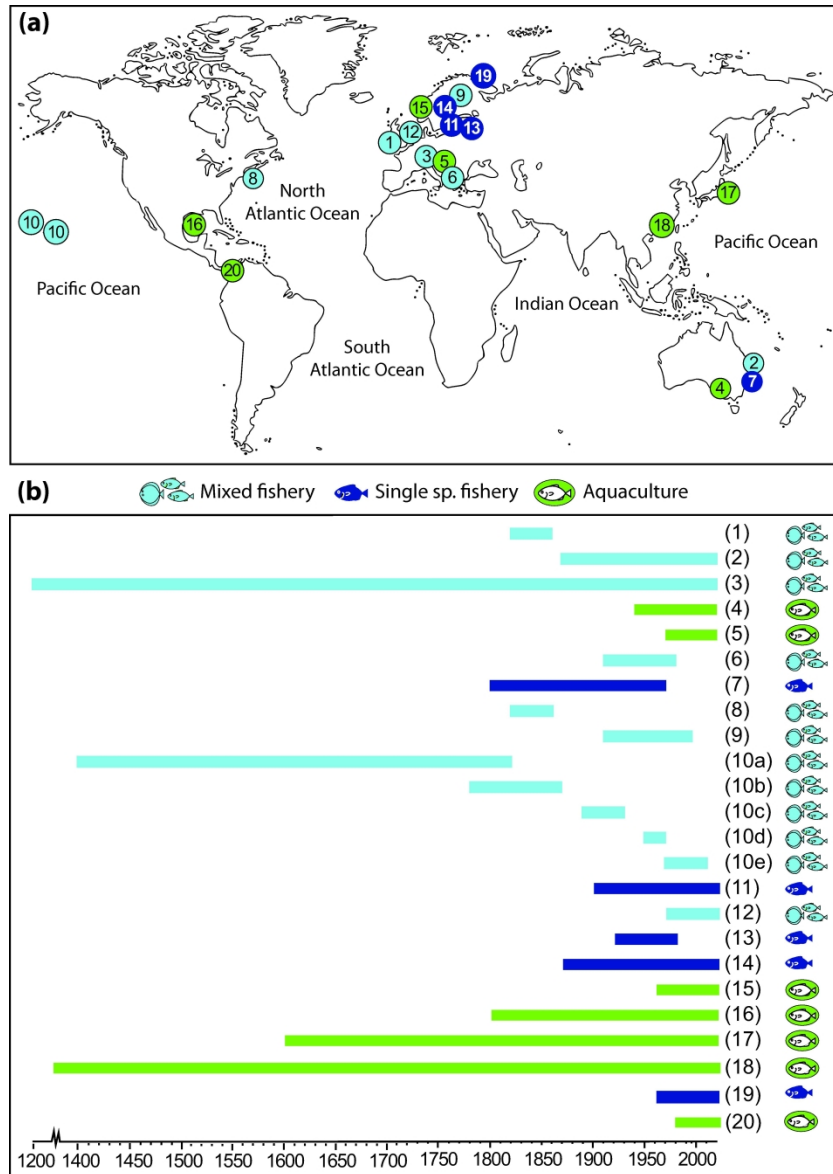 (a)
19
9
15
14
11
13
12
1
3
5
6
8
North
Atlantic Ocean
17
16
18
10
10
Pacific Ocean
20
Pacific Ocean
Indian Ocean
South
Atlantic Ocean
2
7
4
(b)
Mixed fishery
Single sp. fishery
Aquaculture
(1)
(2)
(3)
(4)
(5)
(6)
(7)
(8)
(9)
(10a)
(10b)
(10c)
(10d)
(10e)
(11)
(12)
(13)
(14)
(15)
(16)
(17)
(18)
(19)
(20)
1200 1400 1450 1500 1550 1600 1650 1700 1750 1800 1850 1900 1950 2000